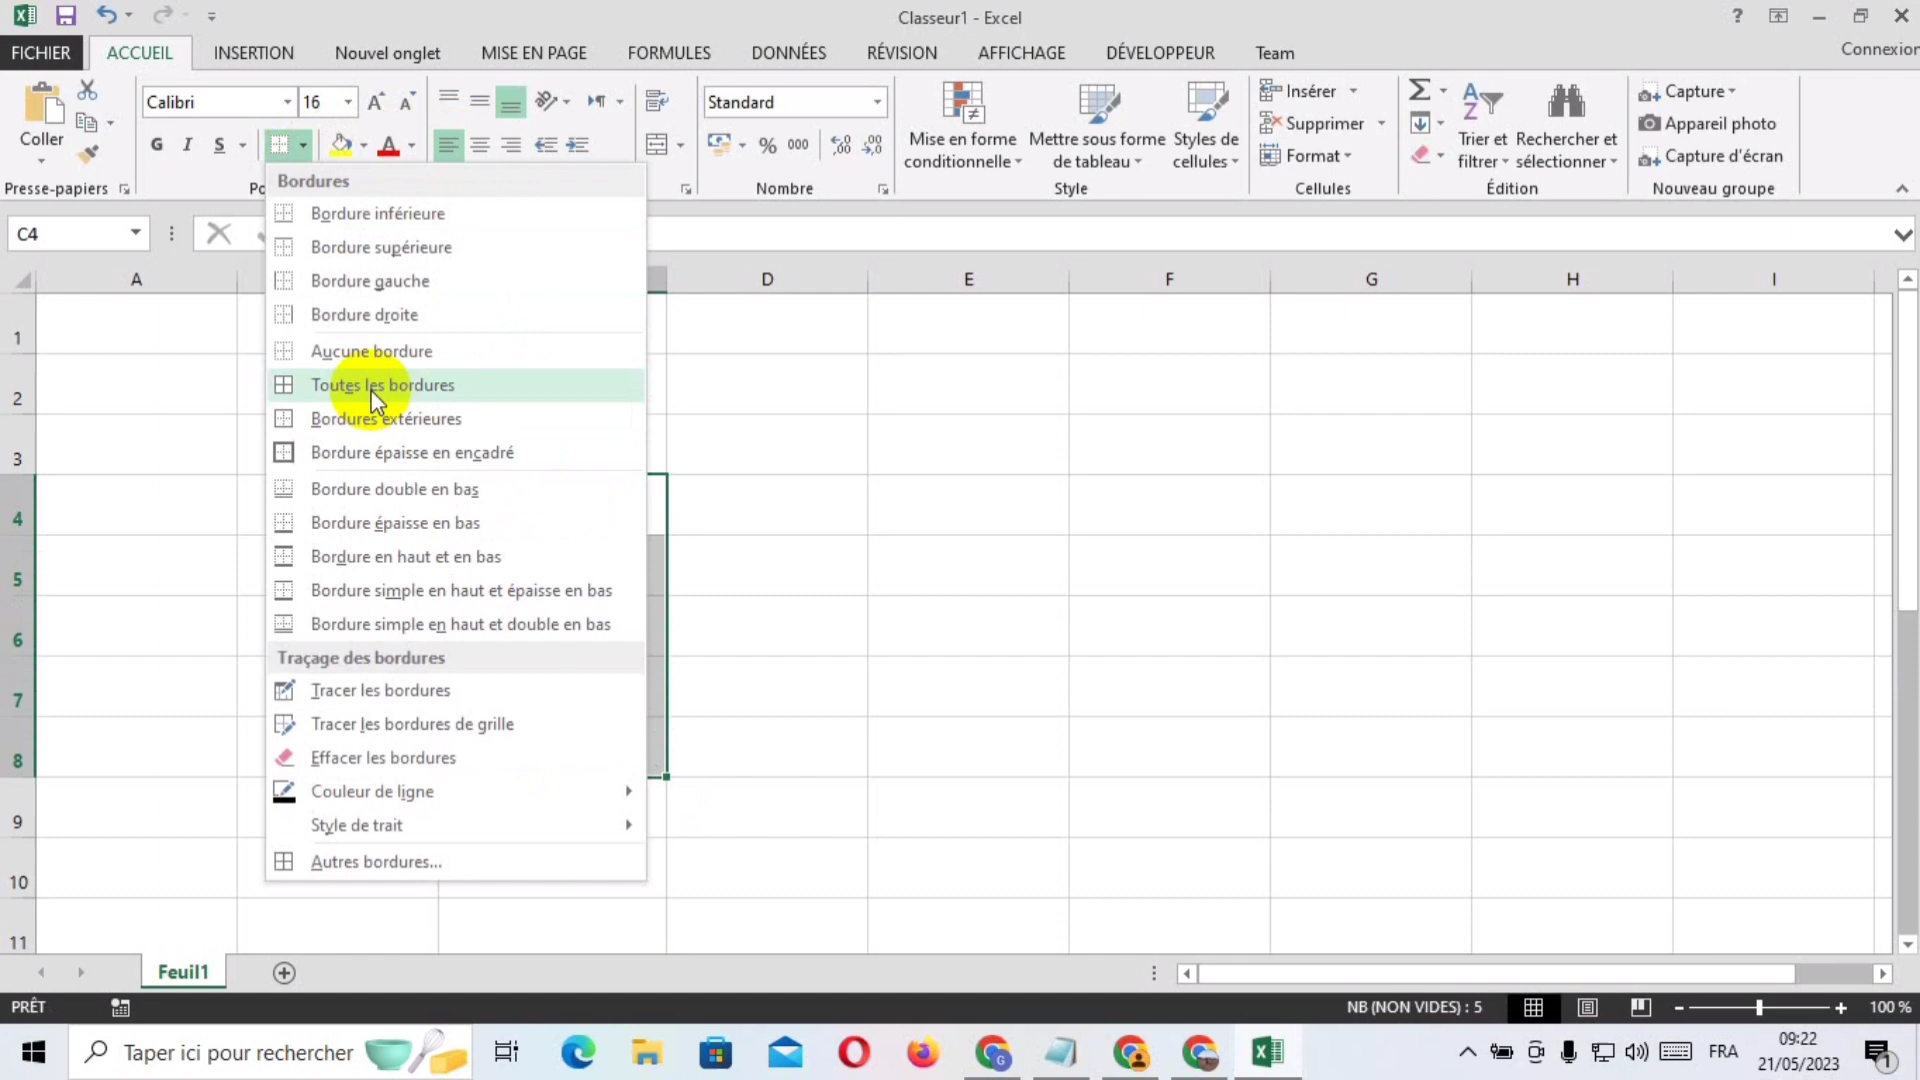 Classeur1 - Excel
?
FICHIER
ACCUEIL
INSERTION
Nouvel onglet
MISE EN PAGE
FORMULES
DONNÉES
RÉVISION
AFFICHAGE
DÉVELOPPEUR
Team
Connexion
Coller
Presse-papiers
Calibri
16
G
I
S
A
Po
Standard
%
000
Nombre
Mise en forme
conditionnelle
Mettre sous forme
de tableau
Styles de
cellules
Style
Insérer
Supprimer
Format
Cellules
Trier et
filtrer
Rechercher et
sélectionner
Édition
Capture
Appareil photo
Capture d'écran
Nouveau groupe
C4
Bordures
Bordure inférieure
Bordure supérieure
Bordure gauche
Bordure droite
Aucune bordure
Toutes les bordures
Bordures extérieures
Bordure épaisse en encadré
Bordure double en bas
Bordure épaisse en bas
Bordure en haut et en bas
Bordure simple en haut et épaisse en bas
Bordure simple en haut et double en bas
Traçage des bordures
Tracer les bordures
Tracer les bordures de grille
Effacer les bordures
Couleur de ligne
Style de trait
Autres bordures...
A
D
E
F
G
H
I
1
2
3
4
5
6
7
8
9
10
11
Feuil1
PRÊT
NB (NON VIDES) : 5
100 %
Taper ici pour rechercher
FRA
09:22
21/05/2023
1